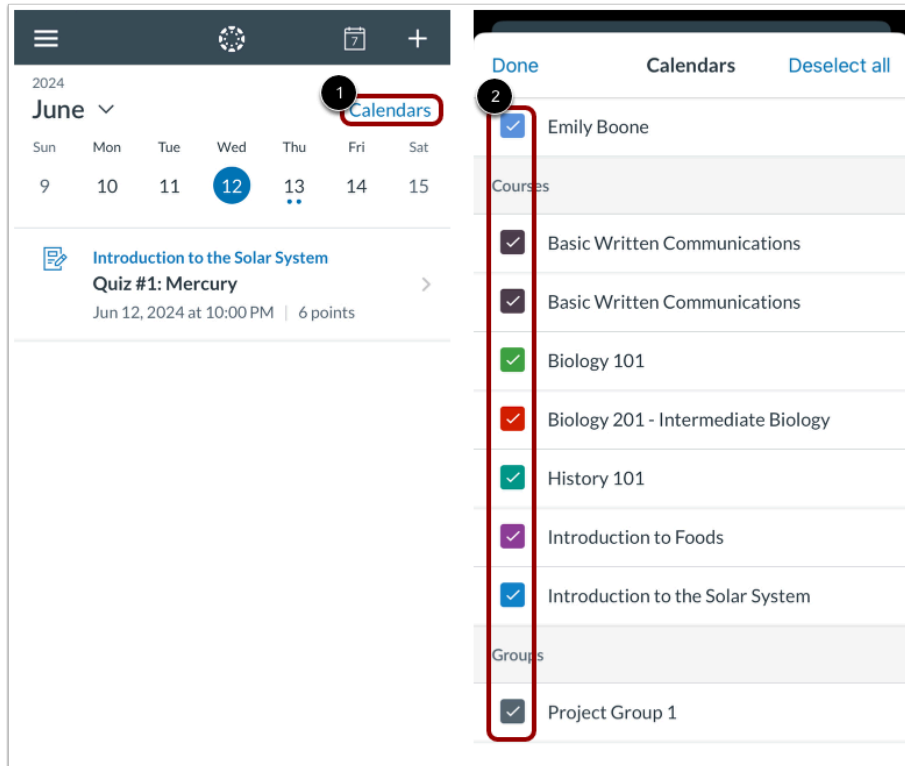 7
2024
June
1
Calendars
Sun Mon Tue Wed Thu Fri Sat
9 10 11 12 13 14 15
Introduction to the Solar System
Quiz #1: Mercury
Jun 12, 2024 at 10:00 PM | 6 points
Done Calendars Deselect all
2
Emily Boone
Courses
Basic Written Communications
Basic Written Communications
Biology 101
Biology 201 - Intermediate Biology
History 101
Introduction to Foods
Introduction to the Solar System
Groups
Project Group 1